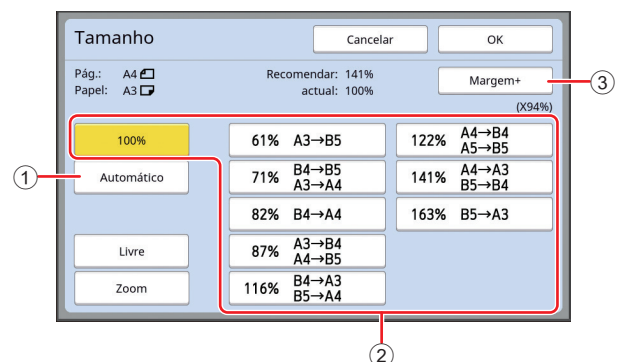 Tamanho
Cancelar
OK
Pág.: A4
Recomendar: 141%
Papel: A3
actual: 100%
Margem+
3
(X94%)
100%
61% A3→B5
122% A4→B4
A5→B5
1
Automático
71% B4→B5
A3→A4
141% A4→A3
B5→B4
82% B4→A4
163% B5→A3
Livre
87% A3→B4
A4→B5
Zoom
116% B4→A3
B5→A4
2